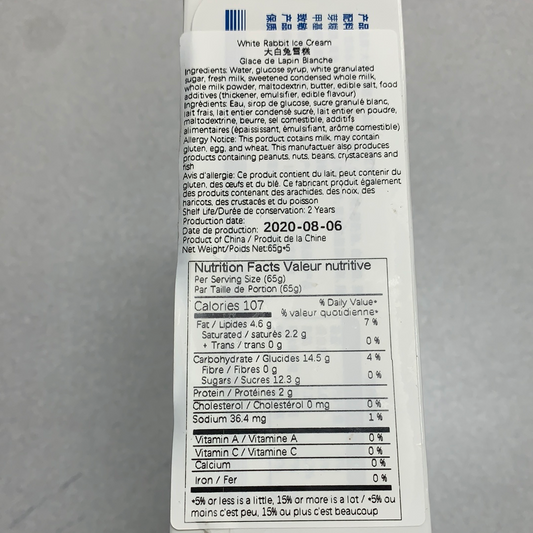 White Rabbit Ice Cream
大白兔雪糕
Glace de Lapin Blanche
Ingredients: Water, glucose syrup, white granulated
sugar, fresh milk, sweetened condensed whole milk,
whole milk powder, maltodextrin, butter, edible salt, food
additives (thickener, emulsifier, edible flavour)
Ingrédients: Eau, sirop de glucose, sucre granulé blanc,
lait frais, lait entier condensé sucré, lait entier en poudre,
maltodextrine, beurre, sel comestible, additifs
alimentaires (épaississant, émulsifiant, arôme comestible)
Allergy Notice: This porduct cotains milk, may contain
gluten, egg, and wheat. This manufactuer also produces
products containing peanuts, nuts, beans, crystaceans and
fish
Avis d'allergie: Ce produit contient du lait, peut contenir du
gluten, des œufs et du blé. Ce fabricant produit également
des produits contenant des arachides, des noix, des
haricots, des crustacés et du poisson
Shelf Life/Durée de conservation: 2 Years
Production date:
Date de production: 2020-08-06
Product of China / Produit de la Chine
Net Weight/Poids Net:65g*5
Nutrition Facts Valeur nutritive
Per Serving Size (65g)
Par Taille de Portion (65g)
Calories 107 % Daily Value*
% valeur quotidienne*
Fat / Lipides 4.6 g 7 %
Saturated / saturés 2.2 g
+ Trans / trans 0 g 0 %
Carbohydrate / Glucides 14.5 g 4 %
Fibre / Fibres 0 g
Sugars / Sucres 12.3 g 0 %
Protein / Protéines 2 g
Cholesterol / Cholestérol 0 mg 0 %
Sodium 36.4 mg 1 %
Vitamin A / Vitamine A 0 %
Vitamin C / Vitamine C 0 %
Calcium 0 %
Iron / Fer 0 %
*5% or less is a little, 15% or more is a lot / *5% ou
moins c'est peu, 15% ou plus c'est beaucoup